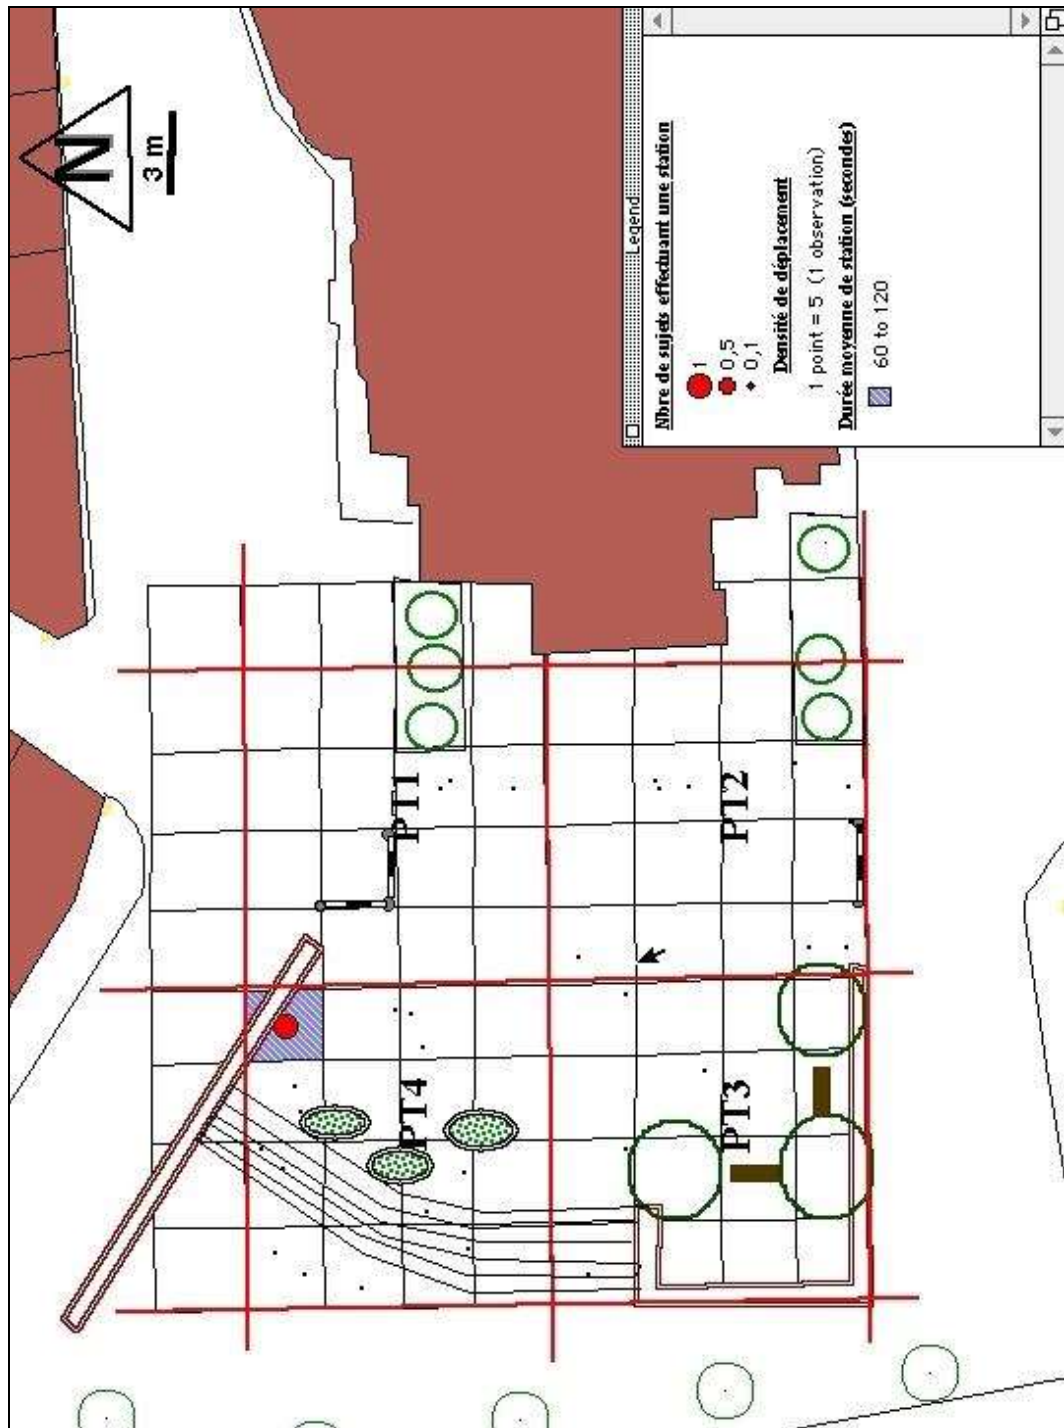 N
3 m
Legend
Nbre de sujets effectuant une station
1
0,5
0,1
Densité de déplacement
1 point = 5 (1 observation)
Durée moyenne de station (secondes)
60 to 120
PT1
PT2
PT4
PT3